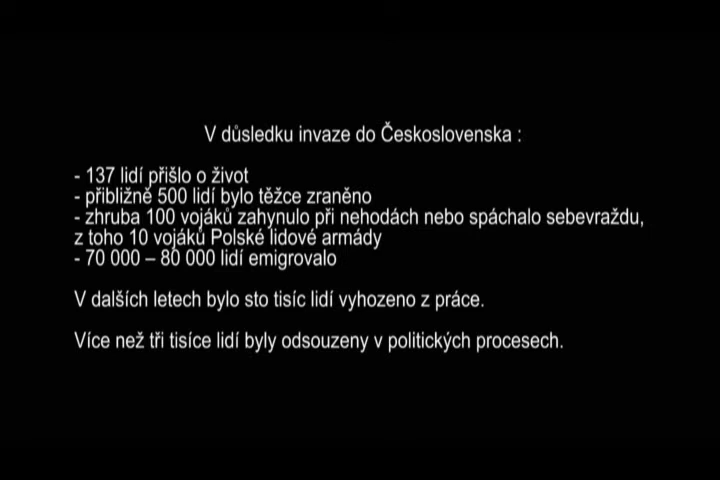 V důsledku invaze do Československa :
- 137 lidí přišlo o život
- přibližně 500 lidí bylo těžce zraněno
- zhruba 100 vojáků zahynulo při nehodách nebo spáchalo sebevraždu,
z toho 10 vojáků Polské lidové armády
- 70 000 – 80 000 lidí emigrovalo
V dalších letech bylo sto tisíc lidí vyhozeno z práce.
Více než tři tisíce lidí byly odsouzeny v politických procesech.